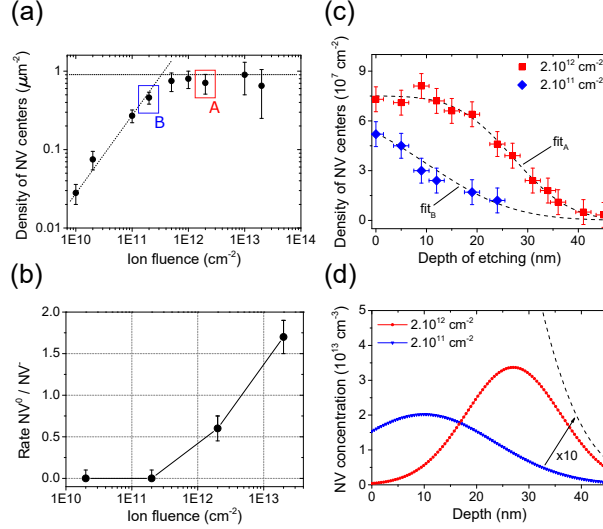 (a)
Density of NV centers (μm⁻²)
1
0.1
0.01
B
A
1E10 1E11 1E12 1E13 1E14
Ion fluence (cm⁻²)
(b)
Rate NV⁰ / NV⁻
2.0
1.5
1.0
0.5
0.0
1E10 1E11 1E12 1E13
Ion fluence (cm⁻²)
(c)
Density of NV centers (10⁷ cm⁻²)
9
6
3
0
2.10¹² cm⁻²
2.10¹¹ cm⁻²
fit_A
fit_B
0 10 20 30 40
Depth of etching (nm)
(d)
NV concentration (10¹³ cm⁻³)
5
4
3
2
1
0
2.10¹² cm⁻²
2.10¹¹ cm⁻²
x10
0 10 20 30 40
Depth (nm)